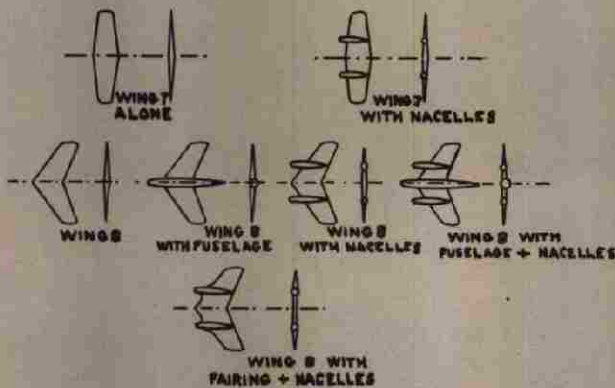 WING 7
ALONE
WING 7
WITH NACELLES
WING 8
WING 8
WITH FUSELAGE
WING 8
WITH NACELLES
WING 8 WITH
FUSELAGE + NACELLES
WING 8 WITH
FAIRING + NACELLES